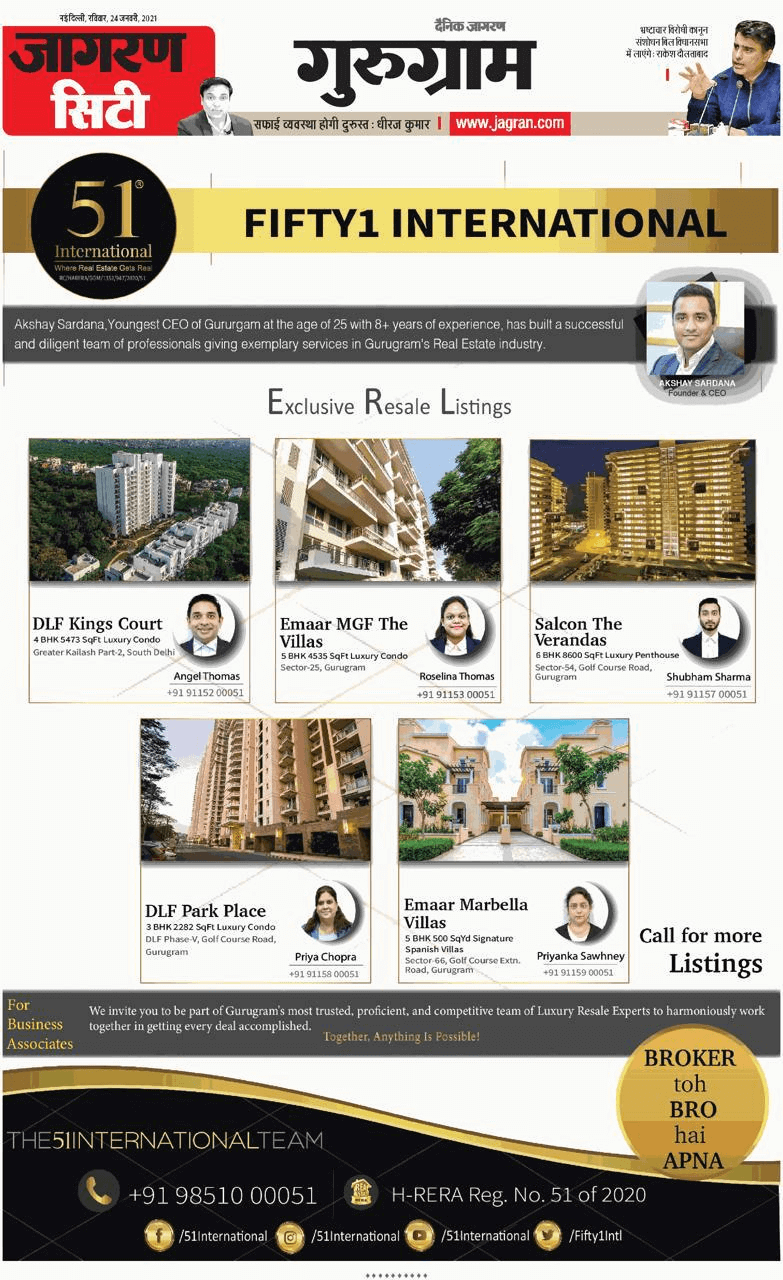 नई दिल्ली, रविवार, 24 जनवरी, 2021
जागरण
सिटी
दैनिक जागरण
गुरुग्राम
सफाई व्यवस्था होगी दुरुस्त : धीरज कुमार
www.jagran.com
भ्रष्टाचार विरोधी कानून
संशोधन बिल विधानसभा
में लाएंगे : राकेश दौलताबाद
51®
International
Where Real Estate Gets Real
RC/HARERA/GGM/1352/947/2020/51
FIFTY1 INTERNATIONAL
Akshay Sardana,Youngest CEO of Gururgam at the age of 25 with 8+ years of experience, has built a successful
and diligent team of professionals giving exemplary services in Gurugram's Real Estate industry.
AKSHAY SARDANA
Founder & CEO
Exclusive Resale Listings
DLF Kings Court
4 BHK 5473 SqFt Luxury Condo
Greater Kailash Part-2, South Delhi
Angel Thomas
+91 91152 00051
Emaar MGF The
Villas
5 BHK 4535 SqFt Luxury Condo
Sector-25, Gurugram
Roselina Thomas
+91 91153 00051
Salcon The
Verandas
6 BHK 8600 SqFt Luxury Penthouse
Sector-54, Golf Course Road,
Gurugram
Shubham Sharma
+91 91157 00051
DLF Park Place
3 BHK 2282 SqFt Luxury Condo
DLF Phase-V, Golf Course Road,
Gurugram
Priya Chopra
+91 91158 00051
Emaar Marbella
Villas
5 BHK 500 SqYd Signature
Spanish Villas
Sector-66, Golf Course Extn.
Road, Gurugram
Priyanka Sawhney
+91 91159 00051
Call for more
Listings
For
Business
Associates
We invite you to be part of Gurugram's most trusted, proficient, and competitive team of Luxury Resale Experts to harmoniously work
together in getting every deal accomplished.
Together, Anything Is Possible!
BROKER
toh
BRO
hai
APNA
THE51INTERNATIONALTEAM
+91 98510 00051
H-RERA Reg. No. 51 of 2020
/51International
/51International
/51International
/Fifty1Intl